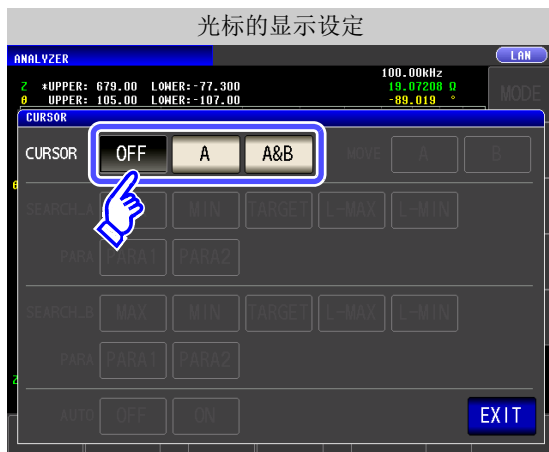 光标的显示设定
ANALYZER LAN
100.00kHz
Z *UPPER: 679.00 LOWER:-77.300 19.07208 Ω
θ UPPER: 105.00 LOWER:-107.00 -89.019 °
MODE
CURSOR
CURSOR OFF A A&B MOVE A B
θ
SEARCH_A MIN TARGET L-MAX L-MIN
PARA PARA1 PARA2
SEARCH_B MAX MIN TARGET L-MAX L-MIN
PARA PARA1 PARA2
Z
AUTO OFF ON
EXIT